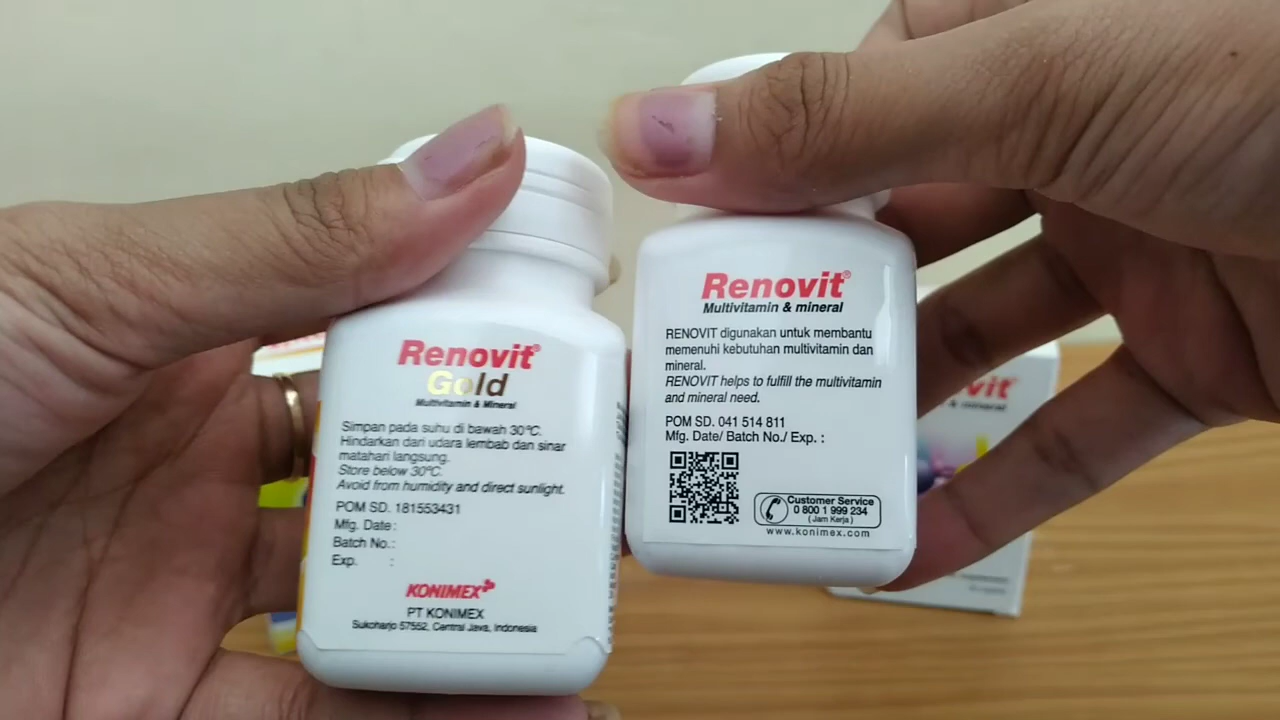 Renovit®
Gold
Multivitamin & Mineral
Simpan pada suhu di bawah 30°C.
Hindarkan dari udara lembab dan sinar
matahari langsung.
Store below 30°C.
Avoid from humidity and direct sunlight.
POM SD. 181553431
Mfg. Date :
Batch No. :
Exp. :
KONIMEX
PT KONIMEX
Sukoharjo 57552, Central Java, Indonesia
Renovit®
Multivitamin & mineral
RENOVIT digunakan untuk membantu
memenuhi kebutuhan multivitamin dan
mineral.
RENOVIT helps to fulfill the multivitamin
and mineral need.
POM SD. 041 514 811
Mfg. Date/ Batch No./ Exp. :
Customer Service
0 800 1 999 234
( Jam Kerja )
www.konimex.com
vit
& mineral